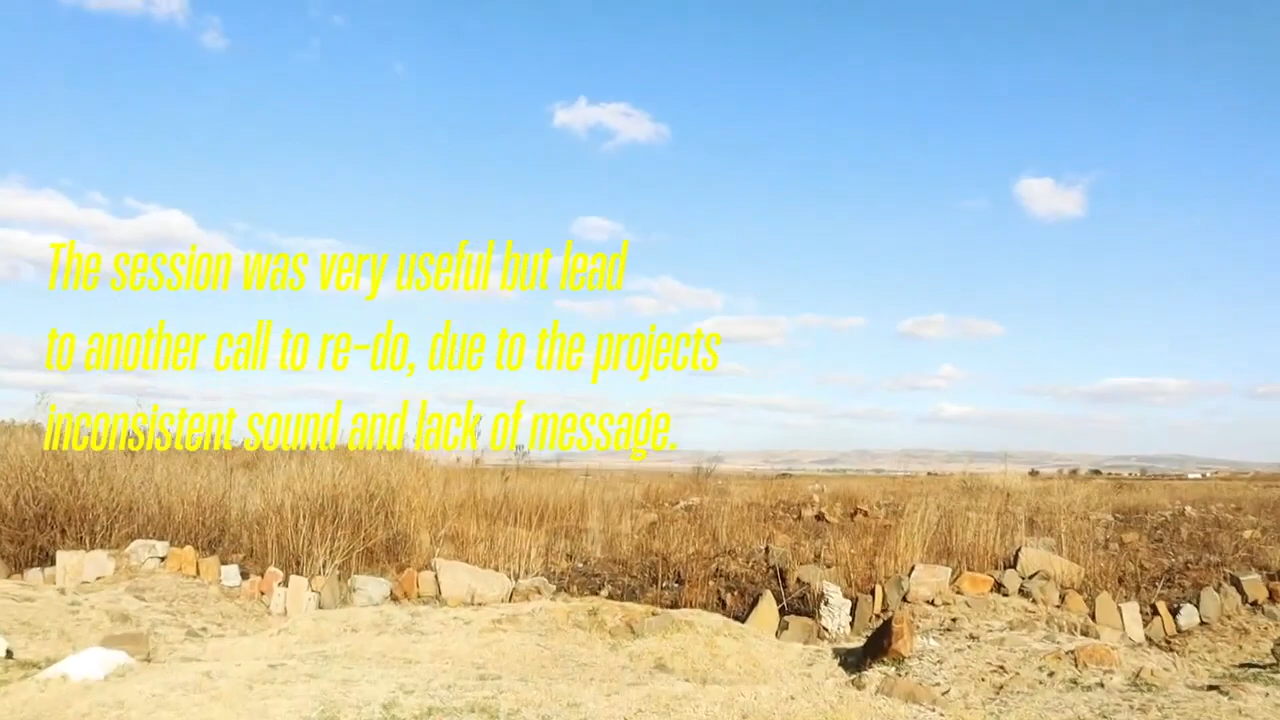 The session was very useful but lead
to another call to re-do, due to the projects
inconsistent sound and lack of message.